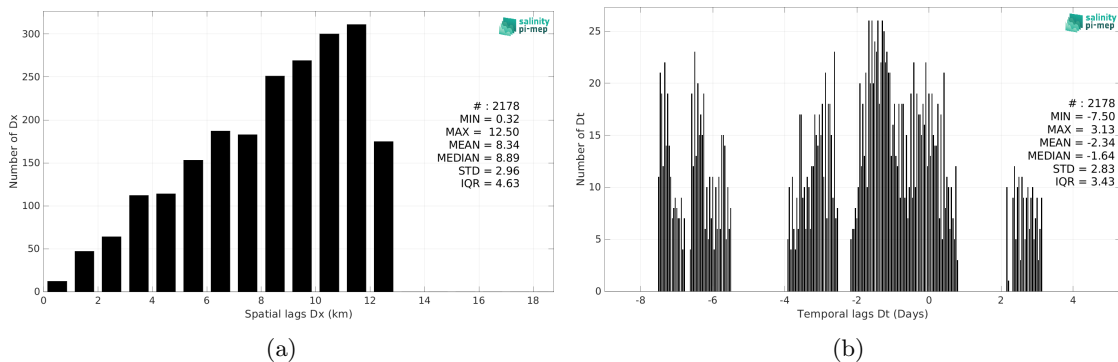 salinity
pi-mep
300
250
200
150
100
50
0
Number of Dx
# : 2178
MIN = 0.32
MAX = 12.50
MEAN = 8.34
MEDIAN = 8.89
STD = 2.96
IQR = 4.63
0 2 4 6 8 10 12 14 16 18
Spatial lags Dx (km)
(a)
salinity
pi-mep
25
20
15
10
5
0
Number of Dt
# : 2178
MIN = -7.50
MAX = 3.13
MEAN = -2.34
MEDIAN = -1.64
STD = 2.83
IQR = 3.43
-8 -6 -4 -2 0 2 4
Temporal lags Dt (Days)
(b)